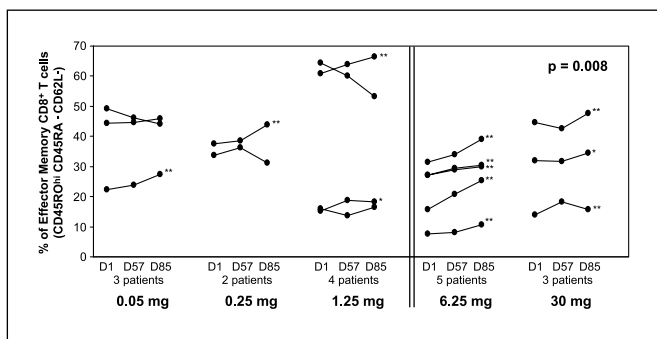 % of Effector Memory CD8+ T cells
(CD45ROhi CD45RA - CD62L-)
70
60
50
40
30
20
10
0
p = 0.008
**
**
**
*
**
**
**
**
**
**
*
**
D1 D57 D85
3 patients
0.05 mg
D1 D57 D85
2 patients
0.25 mg
D1 D57 D85
4 patients
1.25 mg
D1 D57 D85
5 patients
6.25 mg
D1 D57 D85
3 patients
30 mg